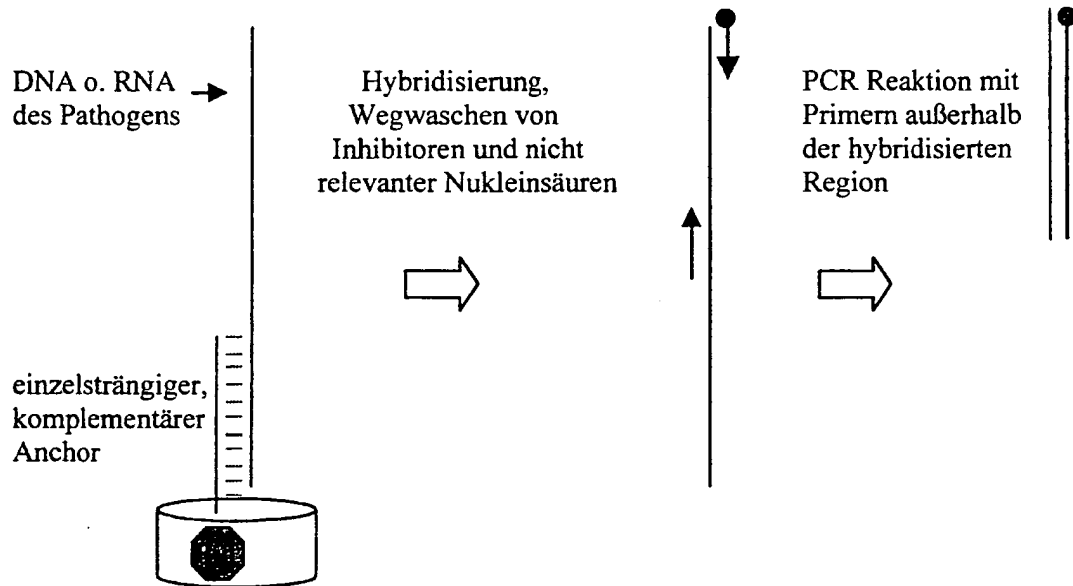 DNA o. RNA
des Pathogens
Hybridisierung,
Wegwaschen von
Inhibitoren und nicht
relevanter Nukleinsäuren
PCR Reaktion mit
Primern außerhalb
der hybridisierten
Region
einzelsträngiger,
komplementärer
Anchor